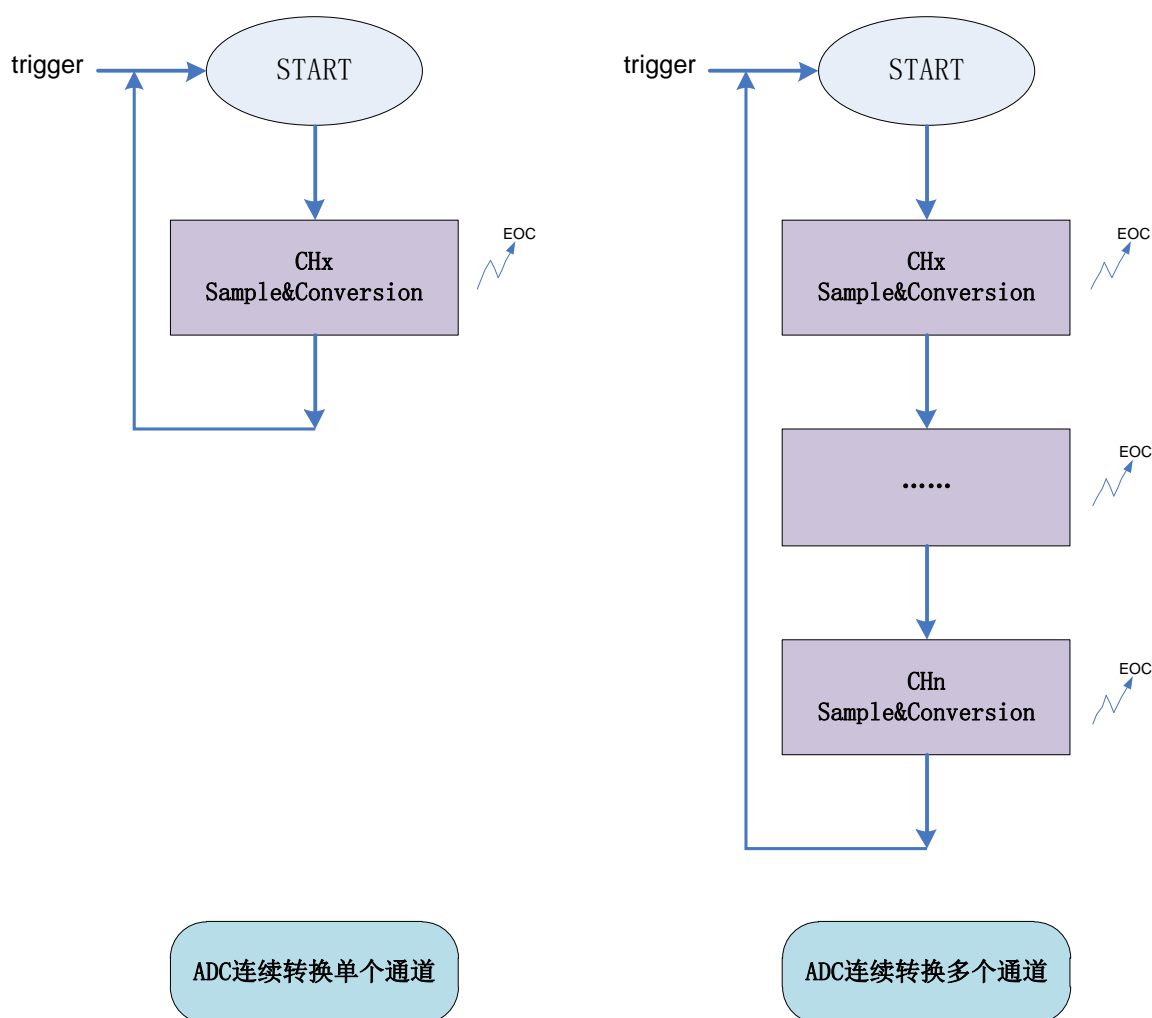 trigger
START
CHx
Sample&Conversion
EOC
ADC连续转换单个通道
trigger
START
CHx
Sample&Conversion
EOC
......
EOC
CHn
Sample&Conversion
EOC
ADC连续转换多个通道